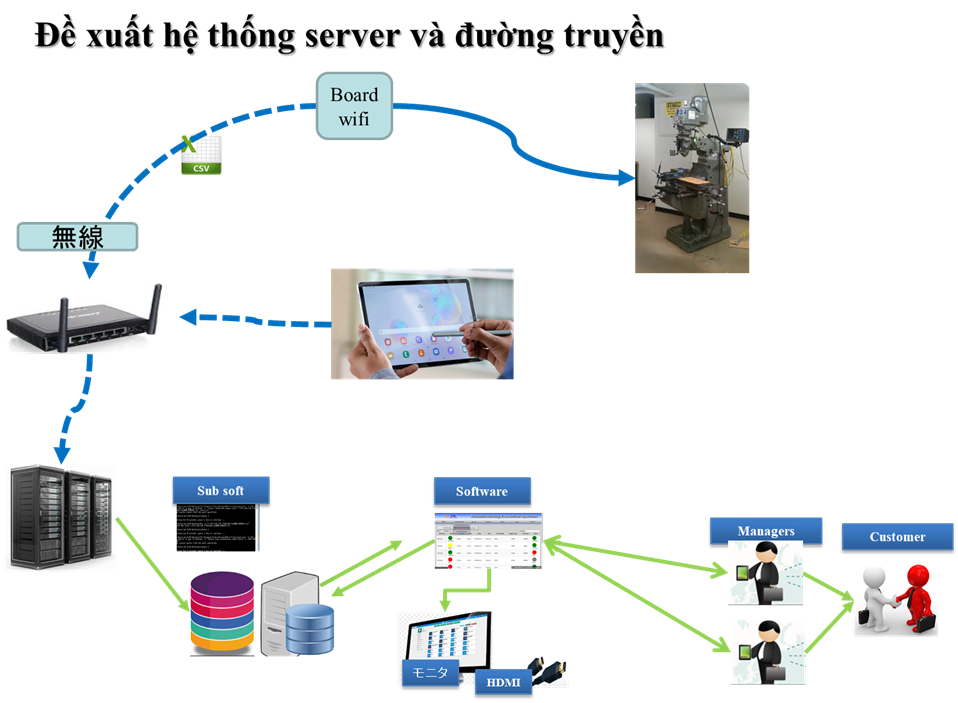 Đề xuất hệ thống server và đường truyền
Board
wifi
CSV
無線
Sub soft
Software
Managers
Customer
モニタ
HDMI